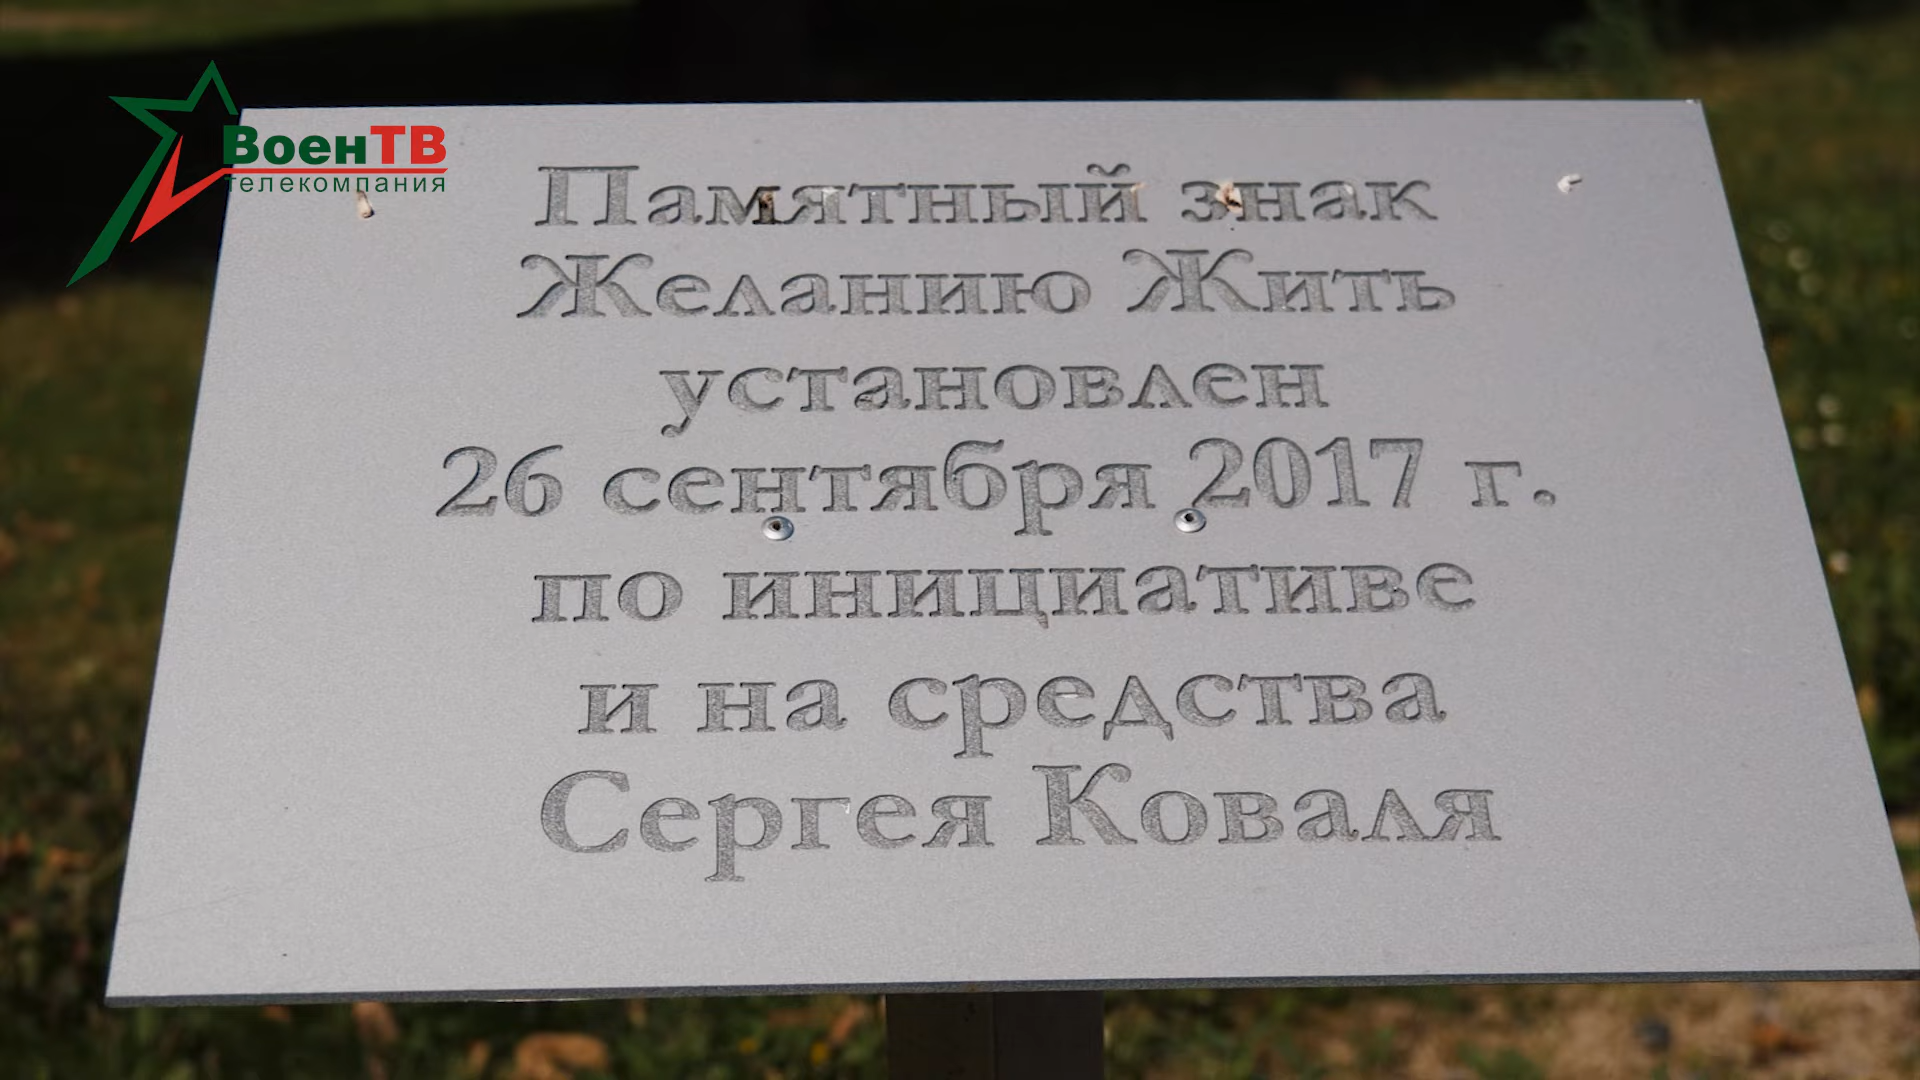 ВоенТВ
телекомпания
Памятный знак
Желанию Жить
установлен
26 сентября 2017 г.
по инициативе
и на средства
Сергея Коваля